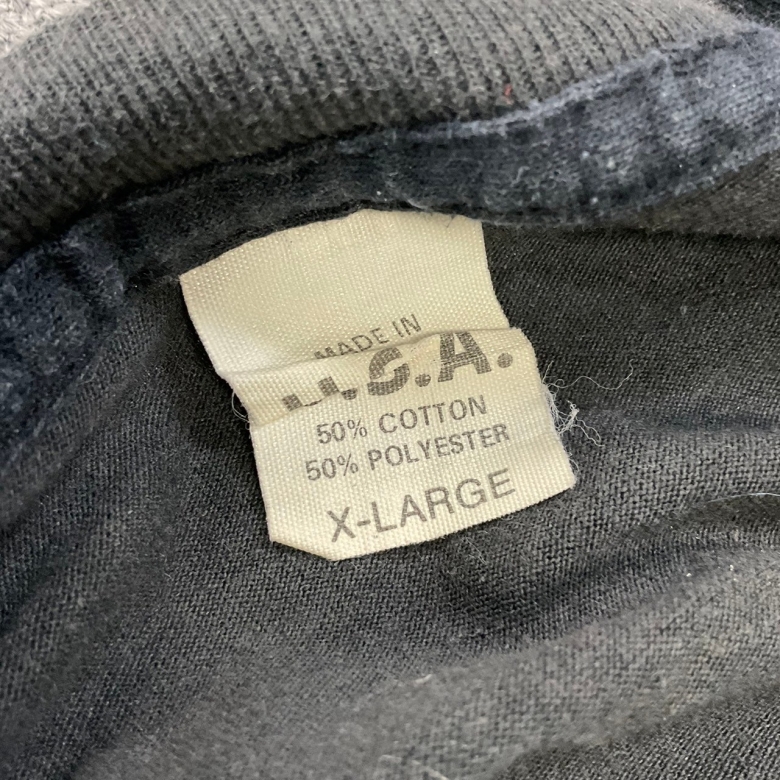 MADE IN
U.S.A.
50% COTTON
50% POLYESTER
X-LARGE